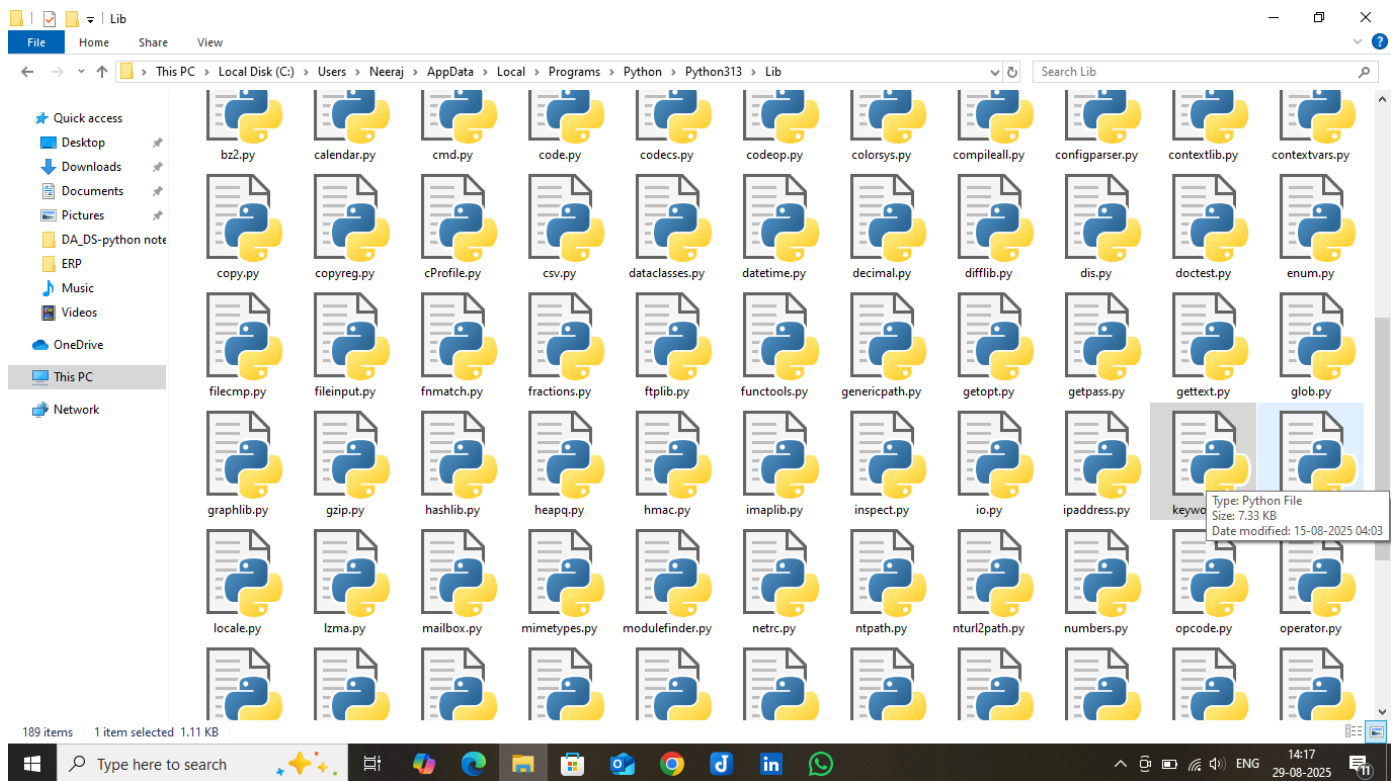 Lib
File Home Share View
This PC > Local Disk (C:) > Users > Neeraj > AppData > Local > Programs > Python > Python313 > Lib
Search Lib
Quick access
Desktop
Downloads
Documents
Pictures
DA_DS-python note
ERP
Music
Videos
OneDrive
This PC
Network
bz2.py calendar.py cmd.py code.py codecs.py codeop.py colorsys.py compileall.py configparser.py contextlib.py contextvars.py
copy.py copyreg.py cProfile.py csv.py dataclasses.py datetime.py decimal.py difflib.py dis.py doctest.py enum.py
filecmp.py fileinput.py fnmatch.py fractions.py ftplib.py functools.py genericpath.py getopt.py getpass.py gettext.py glob.py
graphlib.py gzip.py hashlib.py heapq.py hmac.py imaplib.py inspect.py io.py ipaddress.py keywo
Type: Python File
Size: 7.33 KB
Date modified: 15-08-2025 04:03
locale.py lzma.py mailbox.py mimetypes.py modulefinder.py netrc.py ntpath.py nturl2path.py numbers.py opcode.py operator.py
189 items 1 item selected 1.11 KB
Type here to search
ENG
14:17
29-08-2025
11